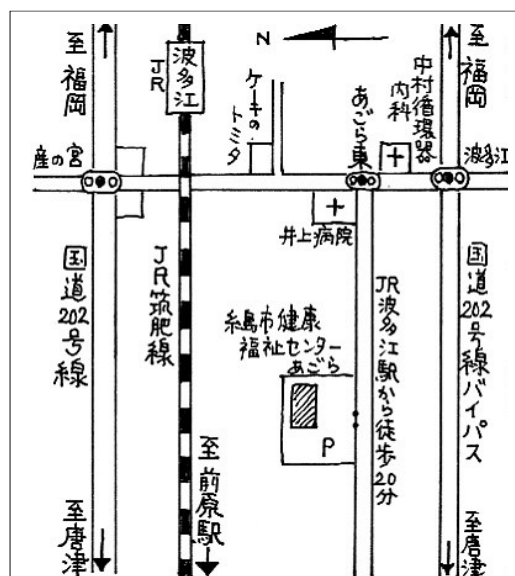 至福岡
JR
波多江
N
ケーキの
トミタ
あごら東
中村循環器
内科
至福岡
産の宮
波多江
井上病院
国道202号線
JR筑肥線
糸島市健康
福祉センター
あごら
P
JR波多江駅から徒歩20分
国道202号線バイパス
至前原駅
至唐津
至唐津